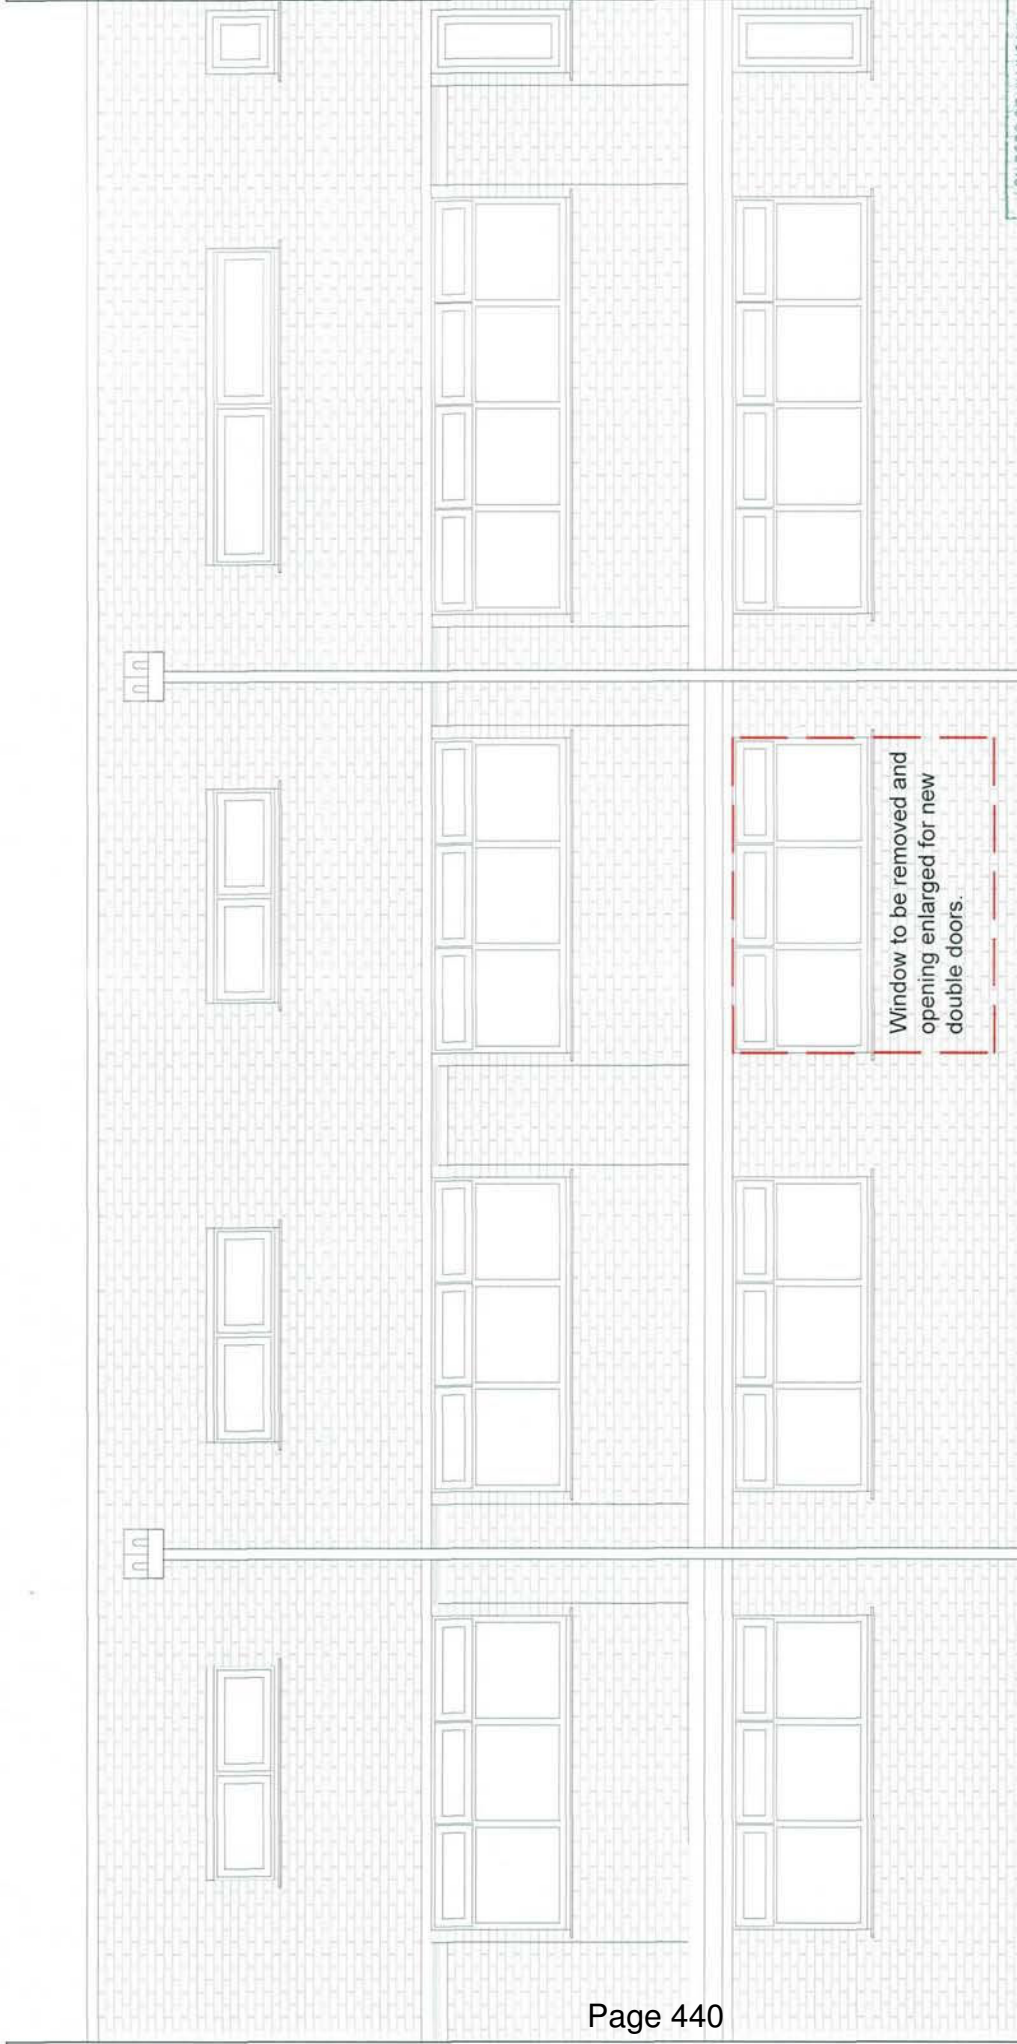 Window to be removed and
opening enlarged for new
double doors.
Page 440